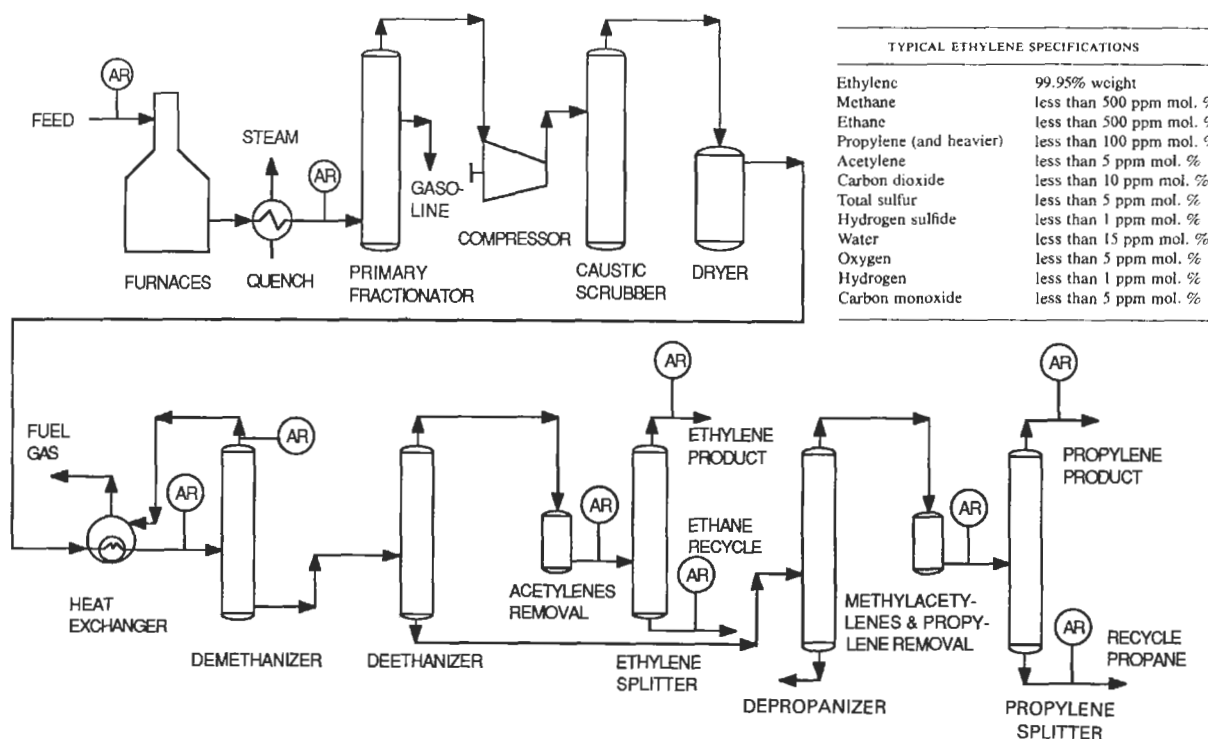 TYPICAL ETHYLENE SPECIFICATIONS
Ethylene 99.95% weight
Methane less than 500 ppm mol. %
Ethane less than 500 ppm mol. %
Propylene (and heavier) less than 100 ppm mol. %
Acetylene less than 5 ppm mol. %
Carbon dioxide less than 10 ppm mol. %
Total sulfur less than 5 ppm mol. %
Hydrogen sulfide less than 1 ppm mol. %
Water less than 15 ppm mol. %
Oxygen less than 5 ppm mol. %
Hydrogen less than 1 ppm mol. %
Carbon monoxide less than 5 ppm mol. %
AR
FEED
STEAM
AR
GASO-
LINE
COMPRESSOR
FURNACES
QUENCH
PRIMARY
FRACTIONATOR
CAUSTIC
SCRUBBER
DRYER
FUEL
GAS
AR
AR
HEAT
EXCHANGER
DEMETHANIZER
DEETHANIZER
AR
ACETYLENES
REMOVAL
AR
ETHYLENE
PRODUCT
ETHANE
RECYCLE
AR
ETHYLENE
SPLITTER
DEPROPANIZER
METHYLACETY-
LENES & PROPY-
LENE REMOVAL
AR
AR
PROPYLENE
PRODUCT
AR
RECYCLE
PROPANE
PROPYLENE
SPLITTER